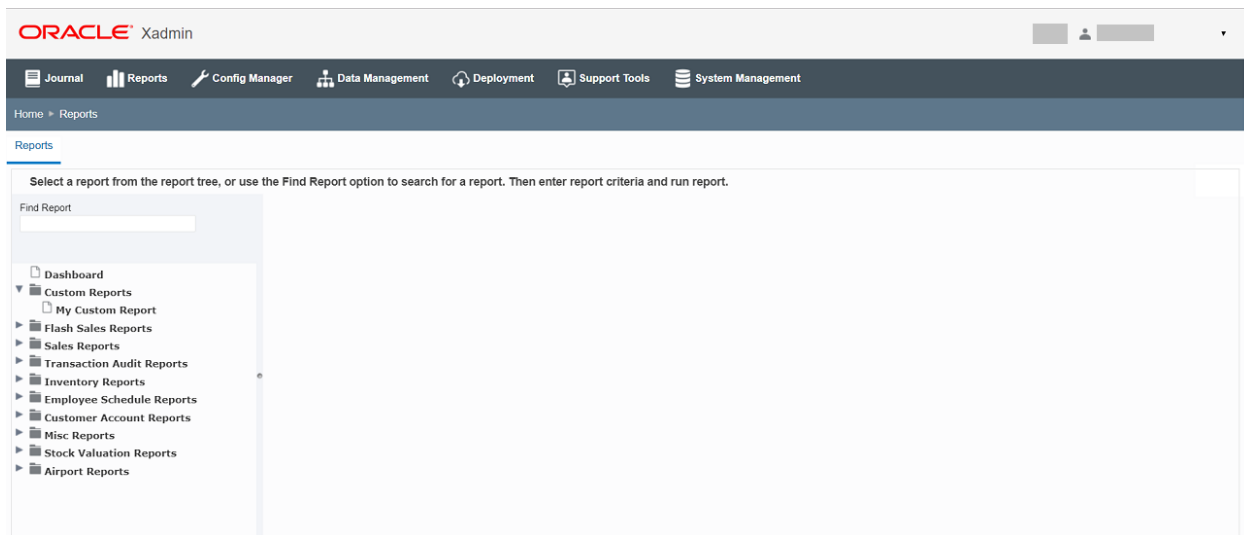 ORACLE® Xadmin
Journal Reports Config Manager Data Management Deployment Support Tools System Management
Home ▶ Reports
Reports
Select a report from the report tree, or use the Find Report option to search for a report. Then enter report criteria and run report.
Find Report
Dashboard
Custom Reports
My Custom Report
Flash Sales Reports
Sales Reports
Transaction Audit Reports
Inventory Reports
Employee Schedule Reports
Customer Account Reports
Misc Reports
Stock Valuation Reports
Airport Reports